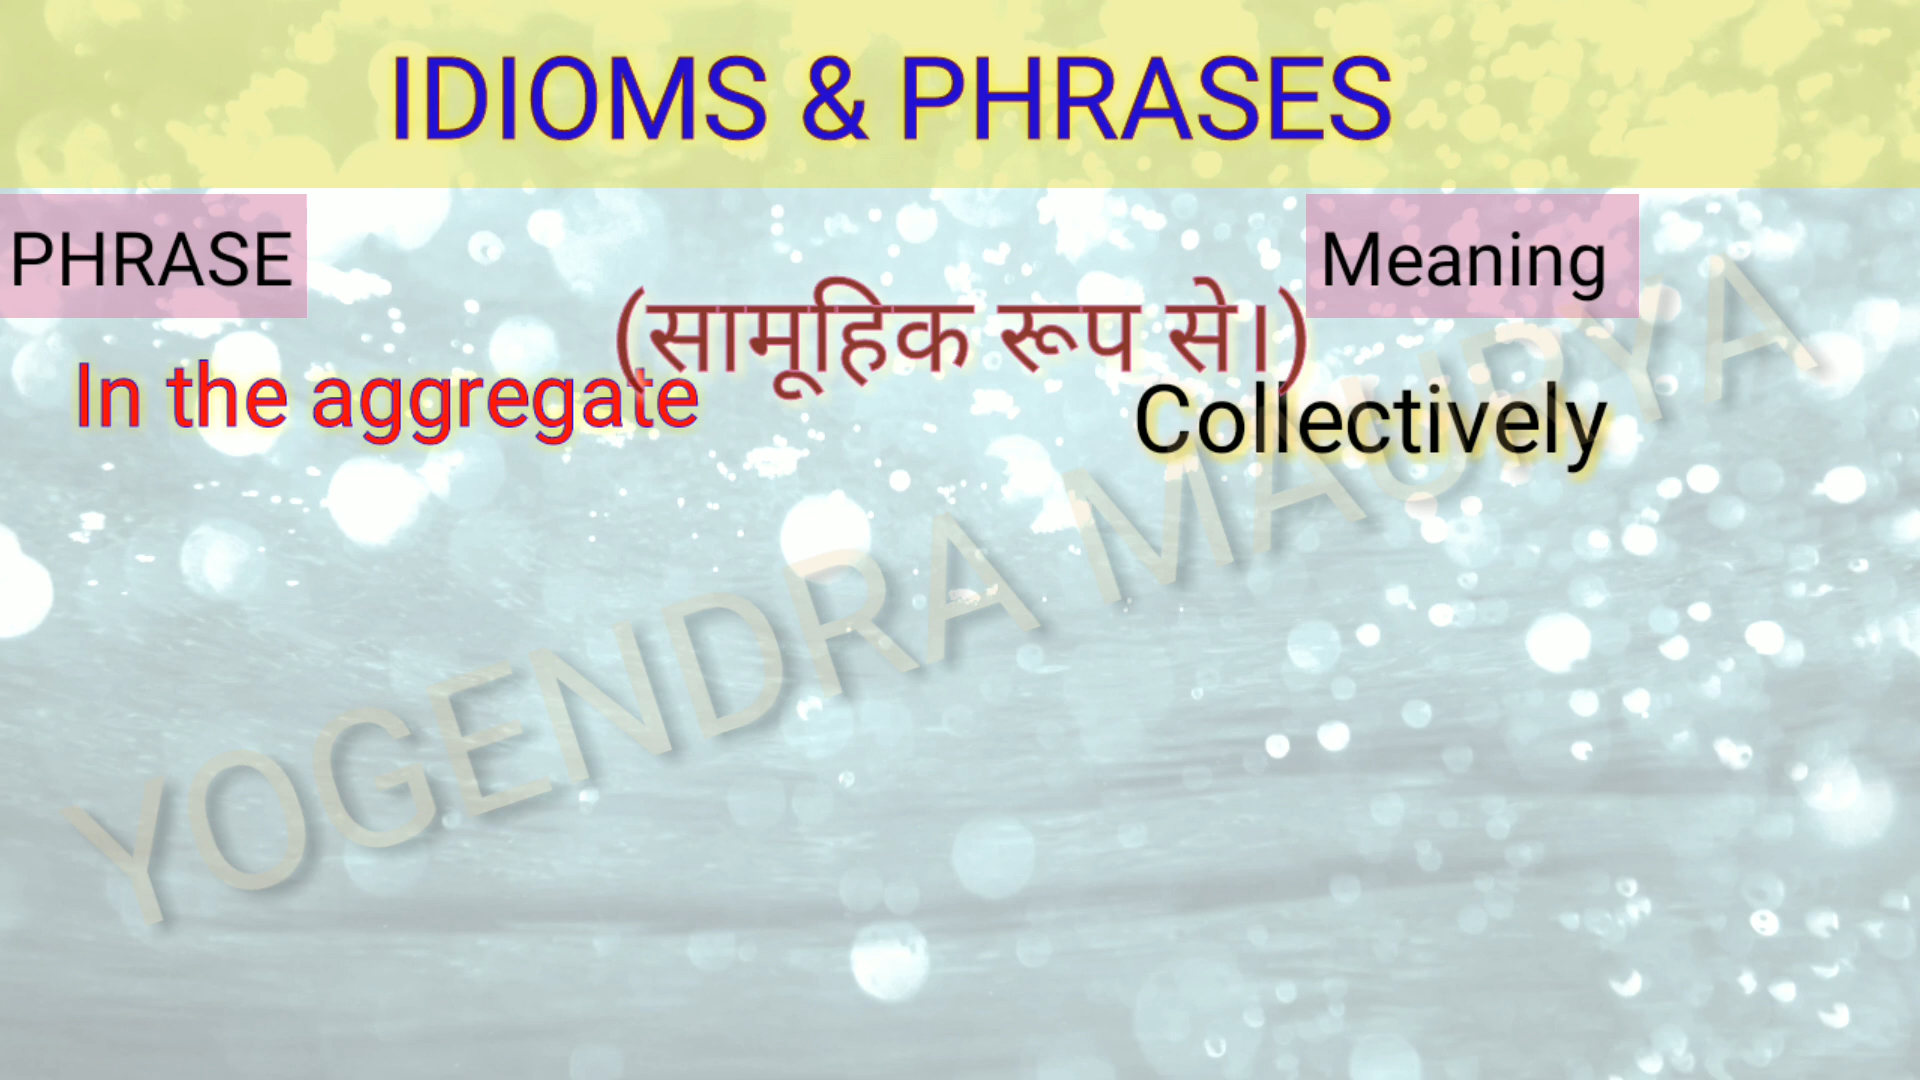 IDIOMS & PHRASES
PHRASE
Meaning
(सामूहिक रूप से।)
In the aggregate
Collectively
YOGENDRA MAURYA